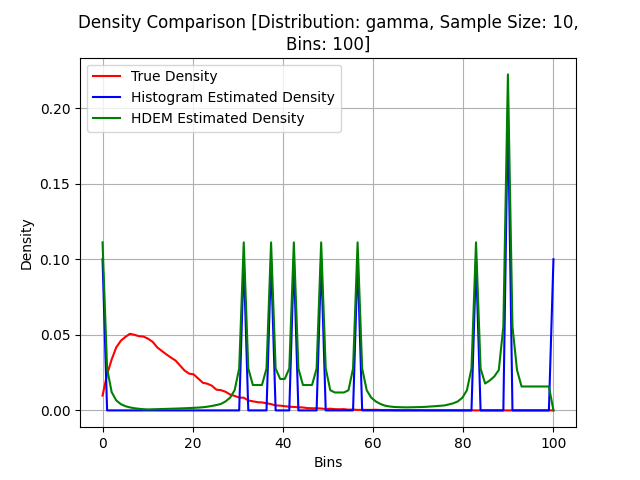 Density Comparison [Distribution: gamma, Sample Size: 10,
Bins: 100]
True Density
Histogram Estimated Density
HDEM Estimated Density
0.20
0.15
0.10
0.05
0.00
Density
0 20 40 60 80 100
Bins